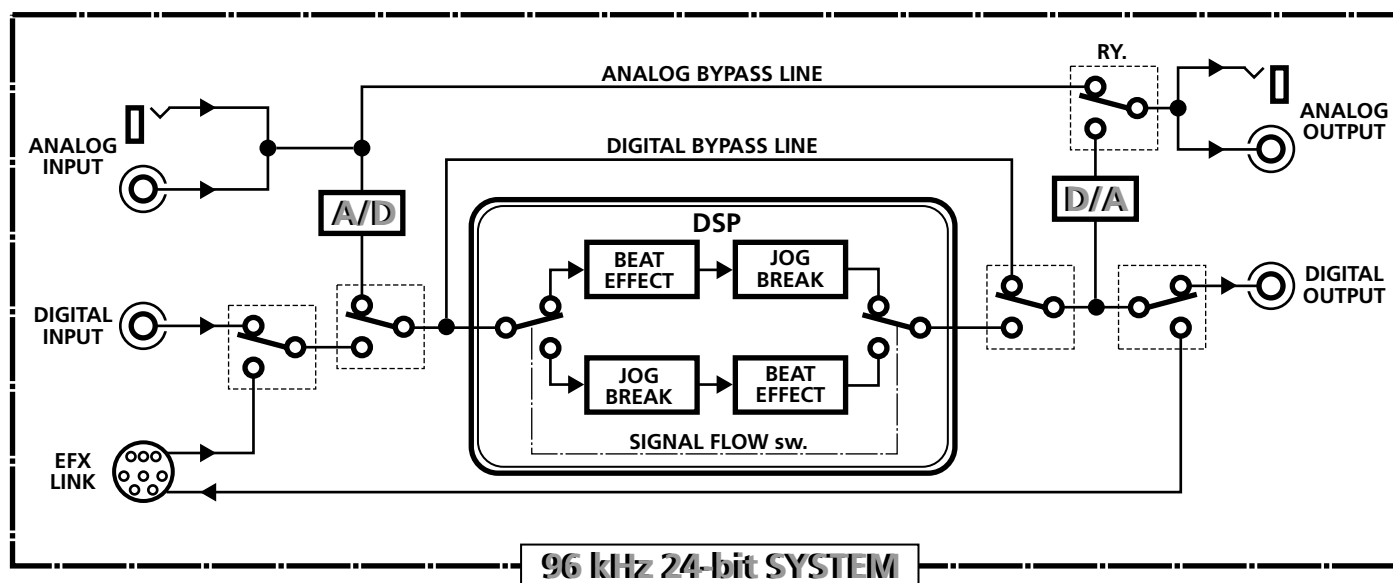 RY.
ANALOG BYPASS LINE
ANALOG
INPUT
ANALOG
OUTPUT
DIGITAL BYPASS LINE
A/D
D/A
DSP
BEAT
EFFECT
JOG
BREAK
DIGITAL
INPUT
DIGITAL
OUTPUT
JOG
BREAK
BEAT
EFFECT
SIGNAL FLOW sw.
EFX
LINK
96 kHz 24-bit SYSTEM